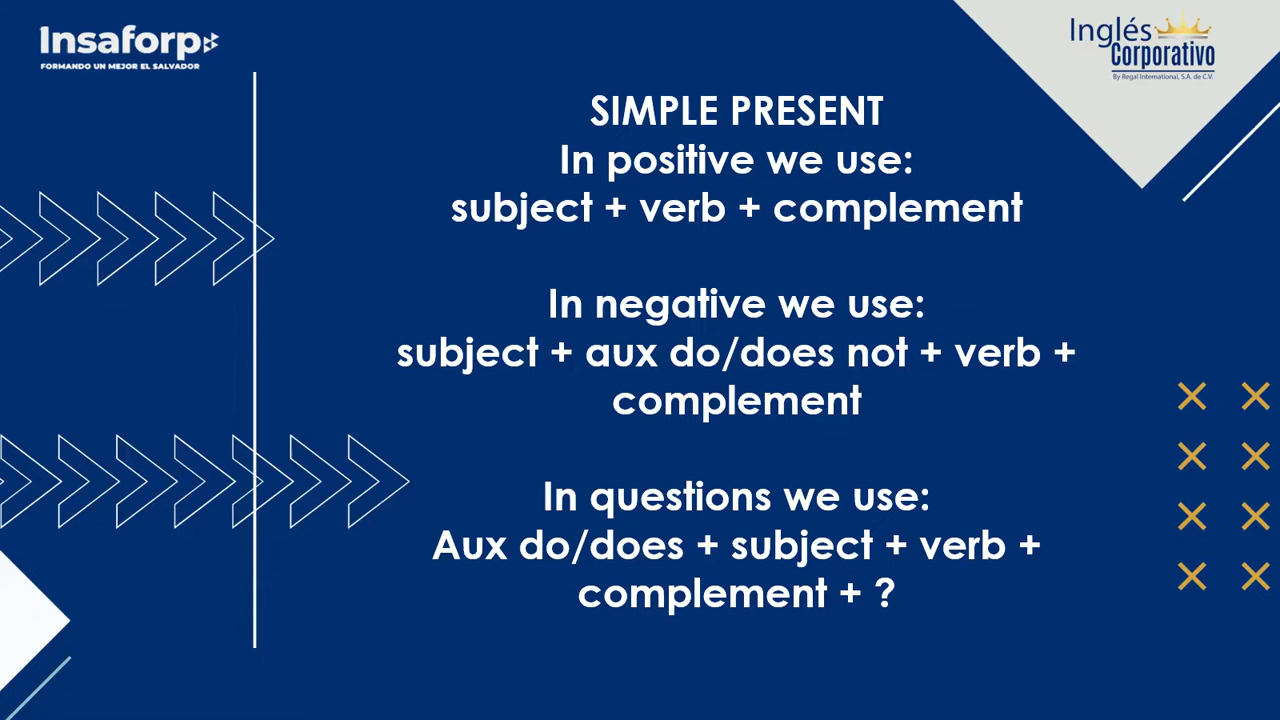 Insaforp
FORMANDO UN MEJOR EL SALVADOR
Inglés
Corporativo
By Regal International, S.A. de C.V.
SIMPLE PRESENT
In positive we use:
subject + verb + complement
In negative we use:
subject + aux do/does not + verb +
complement
In questions we use:
Aux do/does + subject + verb +
complement + ?